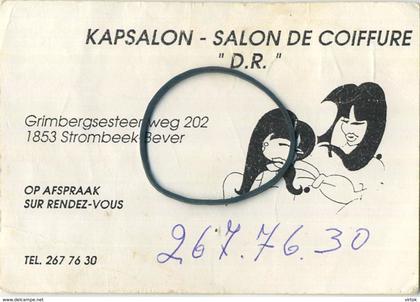 KAPSALON - SALON DE COIFFURE
" D.R. "
Grimbergsesteenweg 202
1853 Strombeek-Bever
OP AFSPRAAK
SUR RENDEZ-VOUS
267.76.30
TEL. 267 76 30